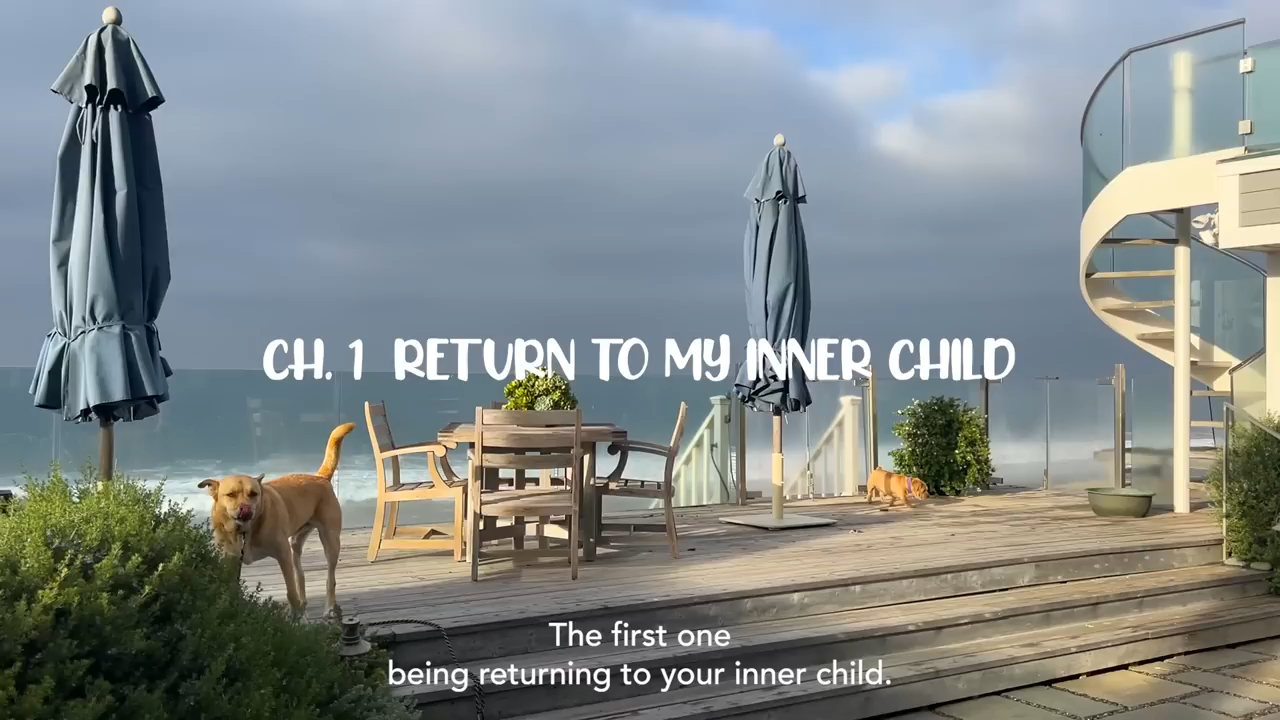 CH. 1 RETURN TO MY INNER CHILD
The first one
being returning to your inner child.